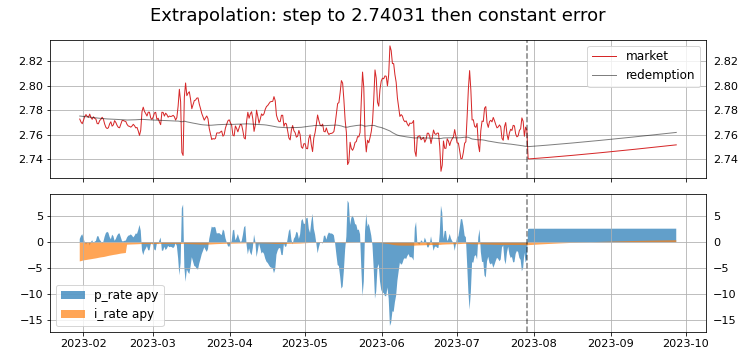 Extrapolation: step to 2.74031 then constant error
2.82 2.82
2.80 2.80
2.78 2.78
2.76 2.76
2.74 2.74
market
redemption
5 5
0 0
−5 −5
−10 −10
−15 −15
p_rate apy
i_rate apy
2023-02 2023-03 2023-04 2023-05 2023-06 2023-07 2023-08 2023-09 2023-10